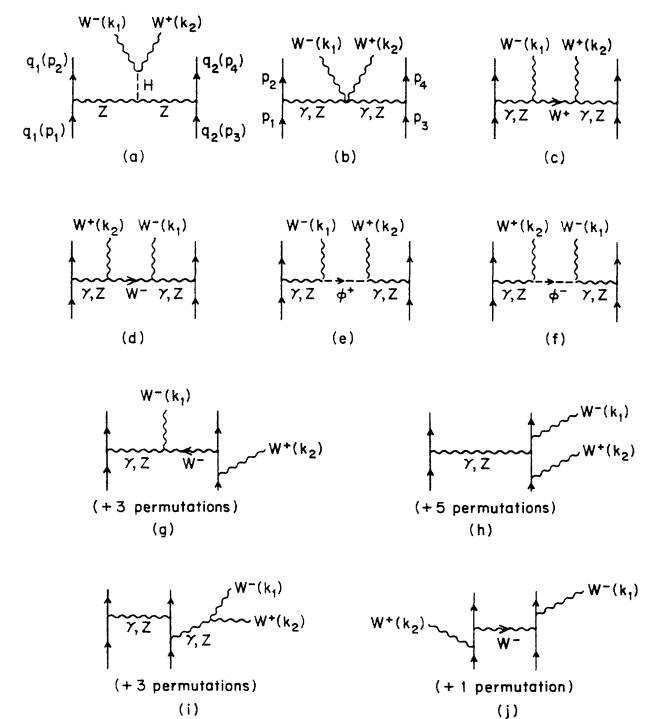 W⁻(k₁) W⁺(k₂)
q₁(p₂) q₂(p₄)
H
Z Z
q₁(p₁) q₂(p₃)
(a)
W⁻(k₁) W⁺(k₂)
p₂ p₄
γ,Z γ,Z
p₁ p₃
(b)
W⁻(k₁) W⁺(k₂)
γ,Z W⁺ γ,Z
(c)
W⁺(k₂) W⁻(k₁)
γ,Z W⁻ γ,Z
(d)
W⁻(k₁) W⁺(k₂)
γ,Z φ⁺ γ,Z
(e)
W⁺(k₂) W⁻(k₁)
γ,Z φ⁻ γ,Z
(f)
W⁻(k₁)
W⁺(k₂)
γ,Z W⁻
(+3 permutations)
(g)
W⁻(k₁)
W⁺(k₂)
γ,Z
(+5 permutations)
(h)
W⁻(k₁)
W⁺(k₂)
γ,Z
γ,Z
(+3 permutations)
(i)
W⁻(k₁)
W⁺(k₂)
W⁻
(+1 permutation)
(j)